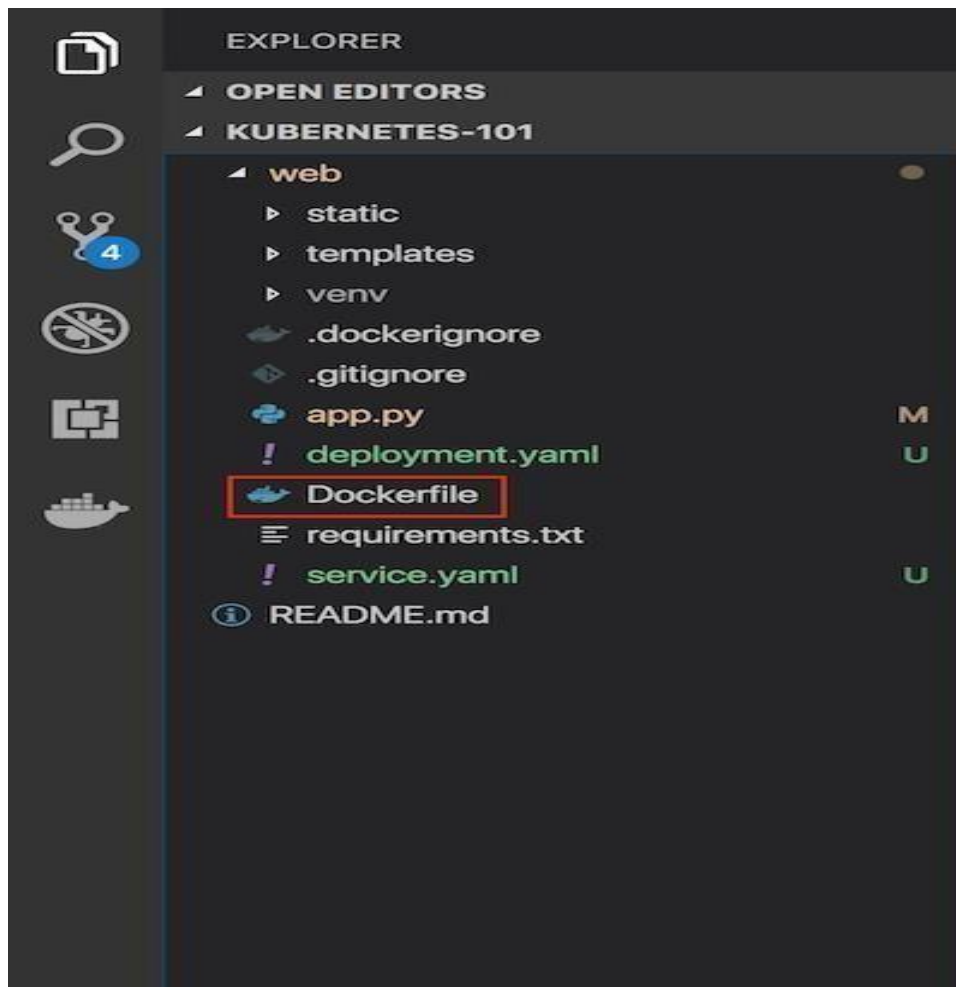 EXPLORER
OPEN EDITORS
KUBERNETES-101
web
static
templates
4
venv
.dockerignore
.gitignore
app.py M
deployment.yaml U
Dockerfile
requirements.txt
service.yaml U
README.md